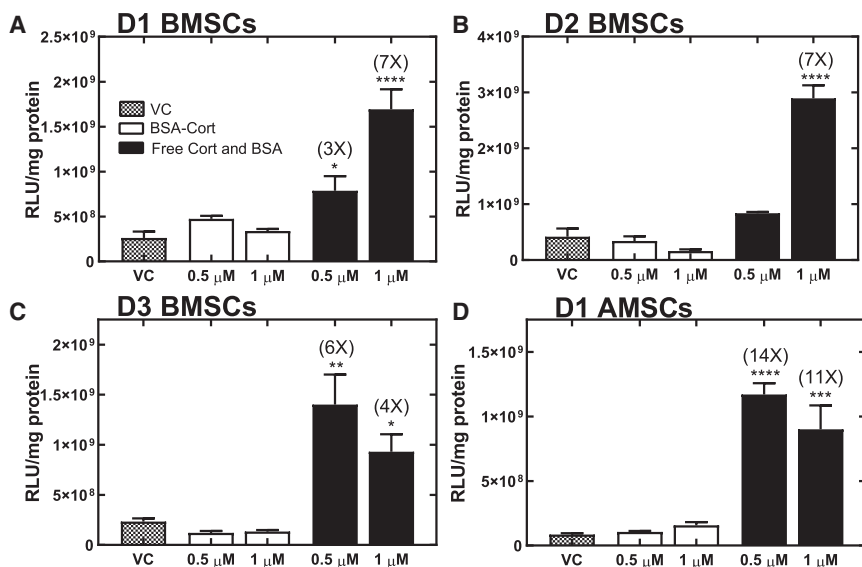 A D1 BMSCs
2.5×10⁹
2×10⁹
1.5×10⁹
1×10⁹
5×10⁸
0
RLU/mg protein
VC
BSA-Cort
Free Cort and BSA
(3X)
*
(7X)
****
VC 0.5 μM 1 μM 0.5 μM 1 μM
B D2 BMSCs
4×10⁹
3×10⁹
2×10⁹
1×10⁹
0
RLU/mg protein
(7X)
****
VC 0.5 μM 1 μM 0.5 μM 1 μM
C D3 BMSCs
2×10⁹
1.5×10⁹
1×10⁹
5×10⁸
0
RLU/mg protein
(6X)
**
(4X)
*
VC 0.5 μM 1 μM 0.5 μM 1 μM
D D1 AMSCs
1.5×10⁹
1×10⁹
5×10⁸
0
RLU/mg protein
(14X)
****
(11X)
***
VC 0.5 μM 1 μM 0.5 μM 1 μM